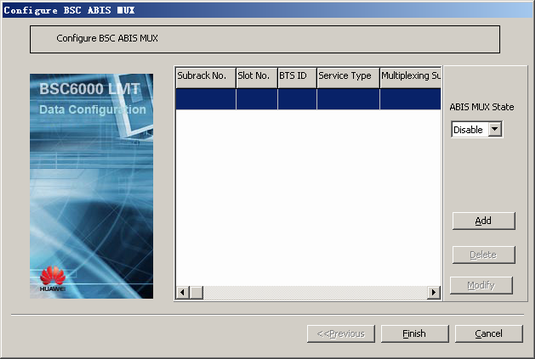 Configure BSC ABIS MUX
Configure BSC ABIS MUX
BSC6000 LMT
Data Configuration
HUAWEI
Subrack No. Slot No. BTS ID Service Type Multiplexing Su
ABIS MUX State
Disable
Add
Delete
Modify
<<Previous Finish Cancel